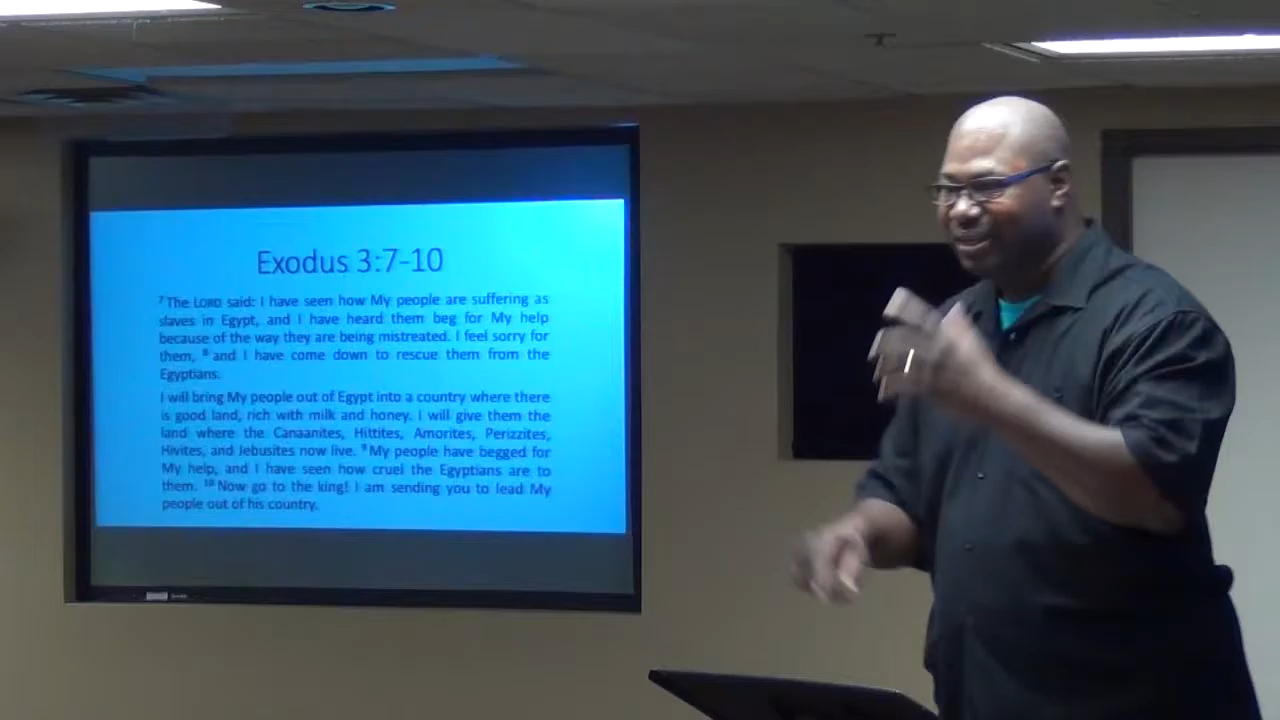 Exodus 3:7-10
⁷ The LORD said: I have seen how My people are suffering as
slaves in Egypt, and I have heard them beg for My help
because of the way they are being mistreated. I feel sorry for
them, ⁸ and I have come down to rescue them from the
Egyptians.
I will bring My people out of Egypt into a country where there
is good land, rich with milk and honey. I will give them the
land where the Canaanites, Hittites, Amorites, Perizzites,
Hivites, and Jebusites now live. ⁹ My people have begged for
My help, and I have seen how cruel the Egyptians are to
them. ¹⁰ Now go to the king! I am sending you to lead My
people out of his country.